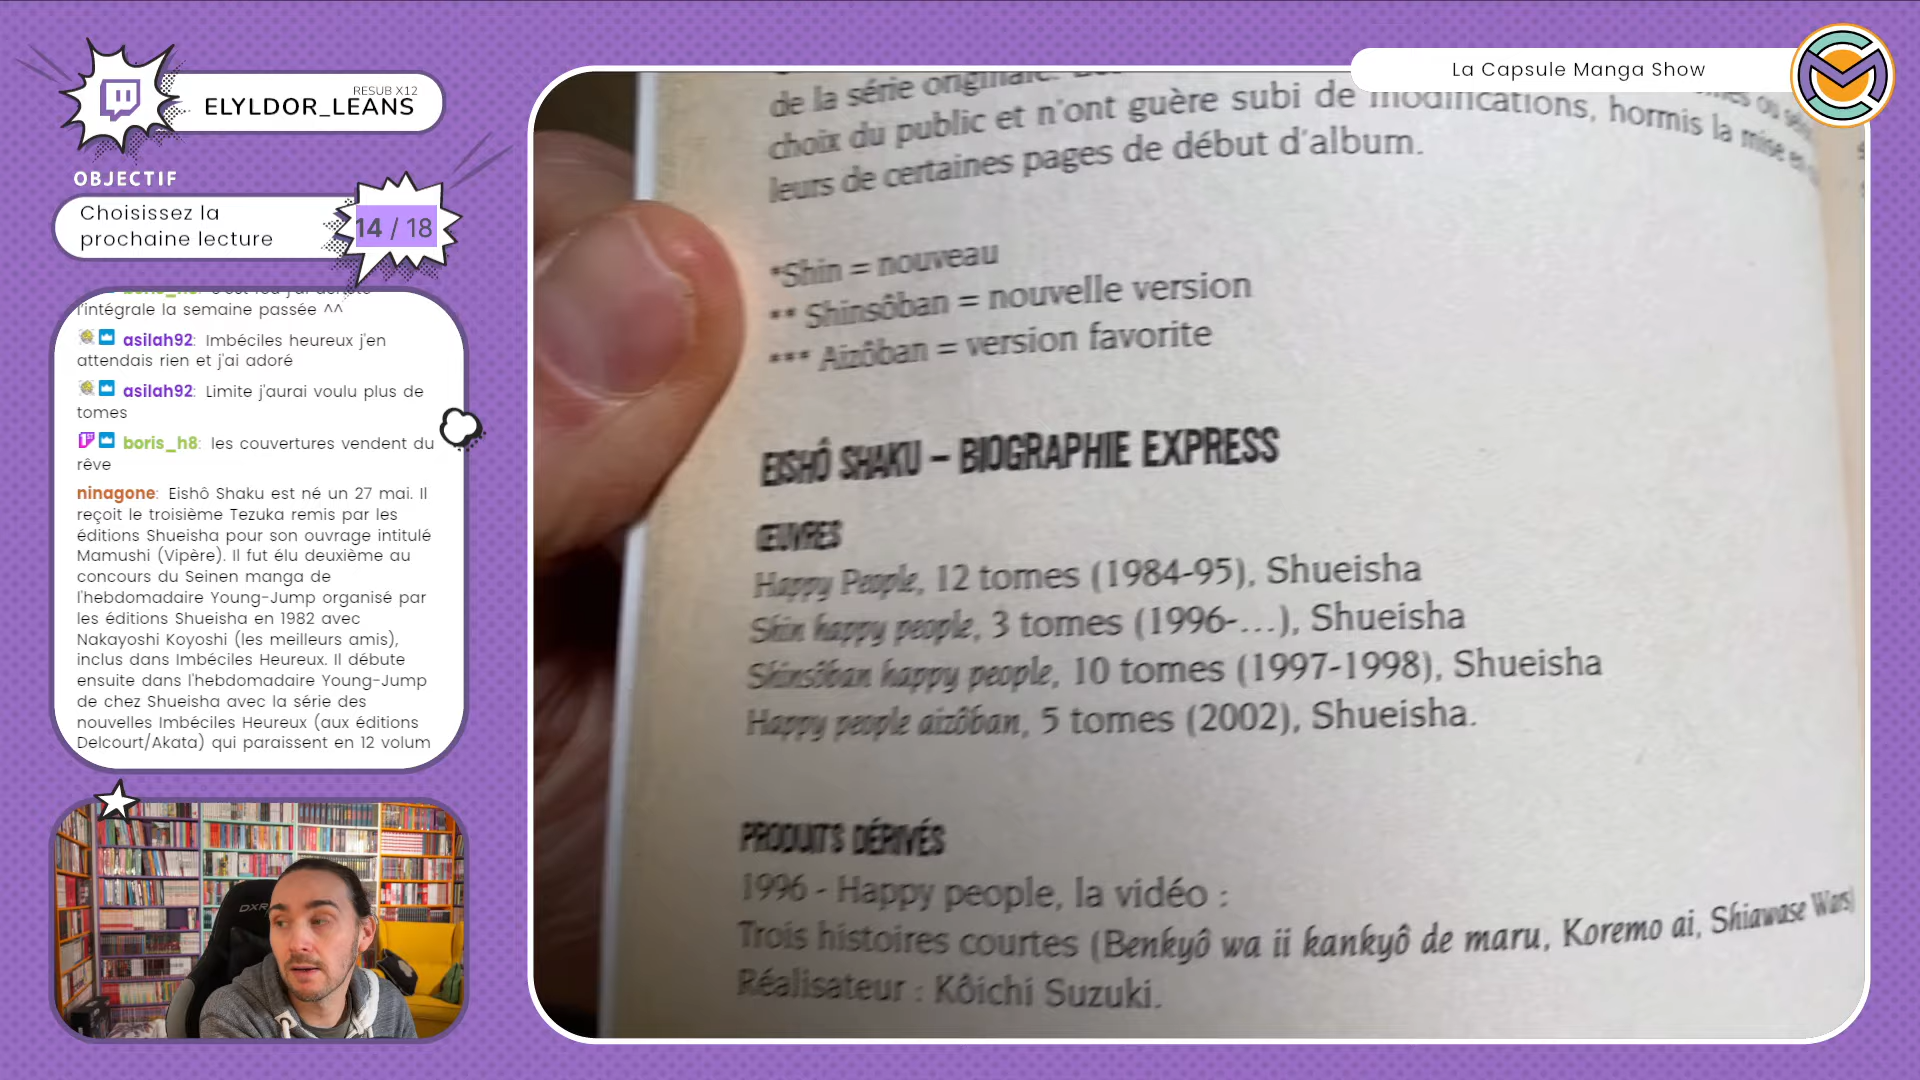 RESUB X12
ELYLDOR_LEANS
OBJECTIF
Choisissez la
prochaine lecture
14 / 18
l'intégrale la semaine passée ^^
asilah92: Imbéciles heureux j'en
attendais rien et j'ai adoré
asilah92: Limite j'aurai voulu plus de
tomes
boris_h8: les couvertures vendent du
rêve
ninagone: Eishô Shaku est né un 27 mai. Il
reçoit le troisième Tezuka remis par les
éditions Shueisha pour son ouvrage intitulé
Mamushi (Vipère). Il fut élu deuxième au
concours du Seinen manga de
l'hebdomadaire Young-Jump organisé par
les éditions Shueisha en 1982 avec
Nakayoshi Koyoshi (les meilleurs amis),
inclus dans Imbéciles Heureux. Il débute
ensuite dans l'hebdomadaire Young-Jump
de chez Shueisha avec la série des
nouvelles Imbéciles Heureux (aux éditions
Delcourt/Akata) qui paraissent en 12 volum
DXR
La Capsule Manga Show
de la série originale.
choix du public et n'ont guère subi de modifications, hormis la mise en
leurs de certaines pages de début d'album.
*Shin = nouveau
** Shinsôban = nouvelle version
*** Aizôban = version favorite
EISHÔ SHAKU – BIOGRAPHIE EXPRESS
ŒUVRES
Happy People, 12 tomes (1984-95), Shueisha
Shin happy people, 3 tomes (1996-...), Shueisha
Shinsôban happy people, 10 tomes (1997-1998), Shueisha
Happy people aizôban, 5 tomes (2002), Shueisha.
PRODUITS DÉRIVÉS
1996 - Happy people, la vidéo :
Trois histoires courtes (Benkyô wa ii kankyô de maru, Koremo ai, Shiawase Wars)
Réalisateur : Kôichi Suzuki.